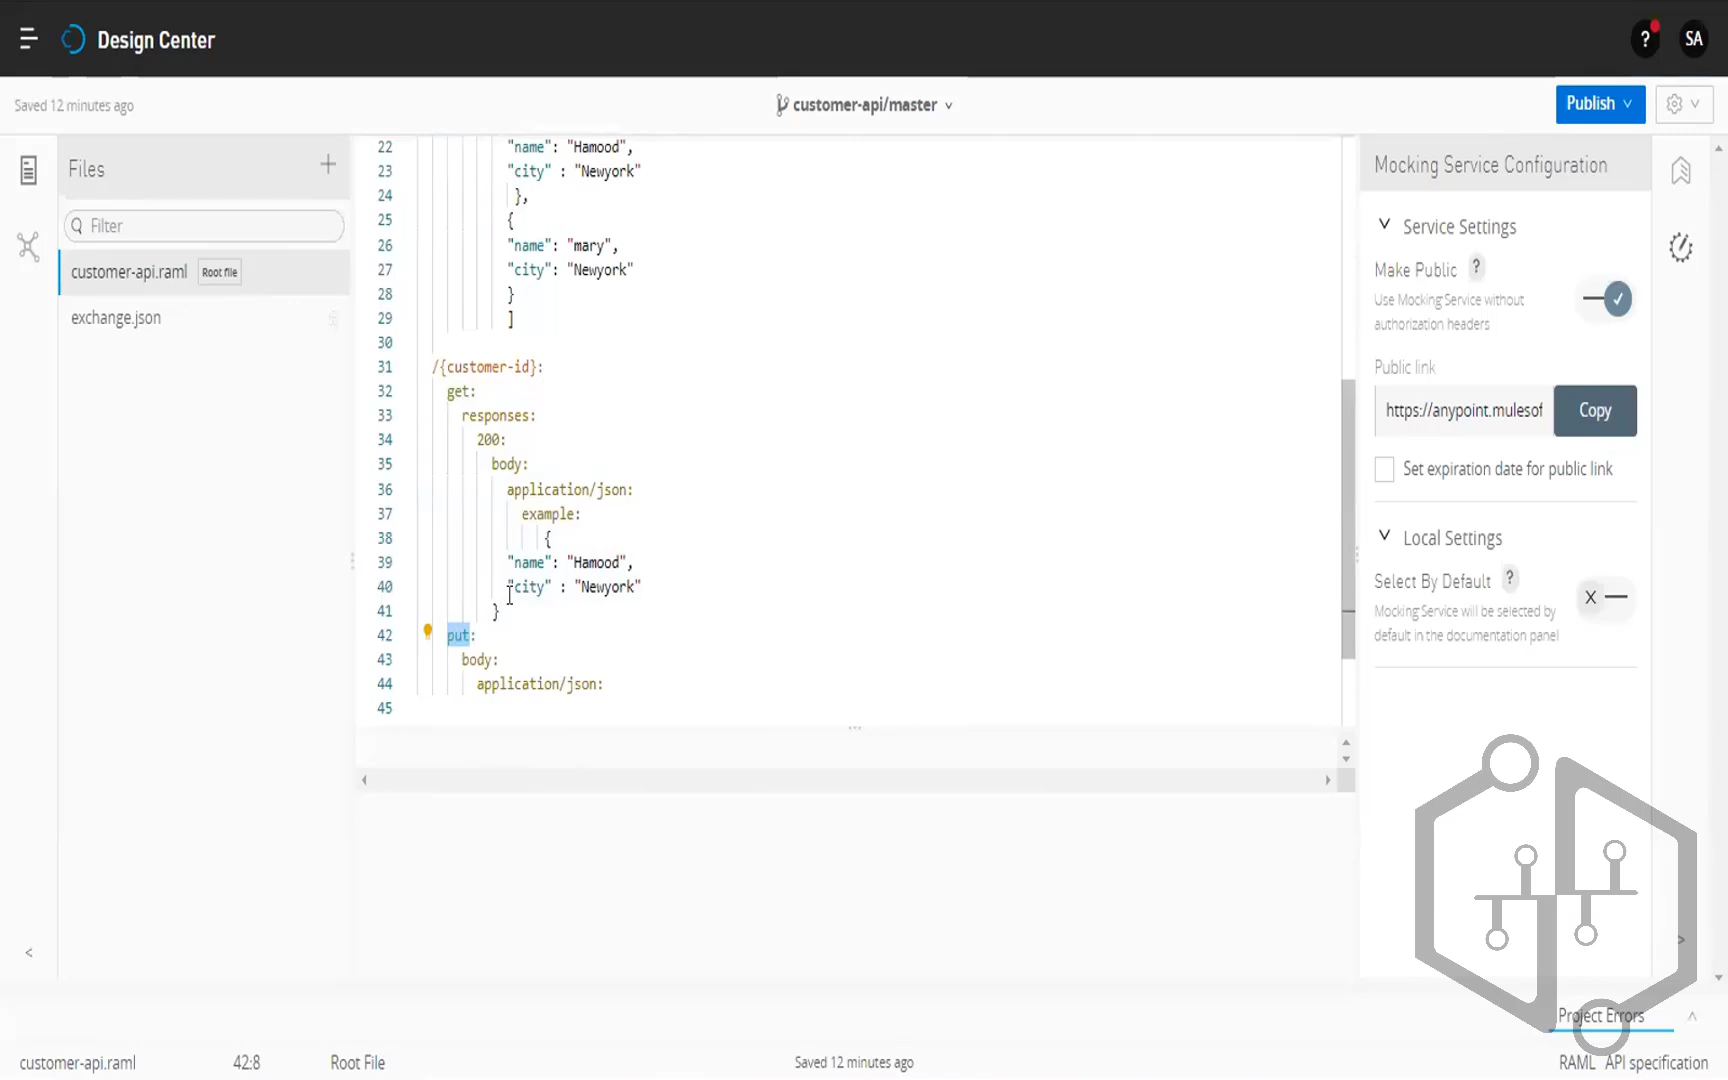 Design Center
?
SA
Saved 12 minutes ago
customer-api/master
Publish
Files
Filter
customer-api.raml Root file
exchange.json
22 "name": "Hamood",
23 "city" : "Newyork"
24 },
25 {
26 "name": "mary",
27 "city": "Newyork"
28 }
29 ]
30
31 /{customer-id}:
32 get:
33 responses:
34 200:
35 body:
36 application/json:
37 example:
38 {
39 "name": "Hamood",
40 "city" : "Newyork"
41 }
42 put:
43 body:
44 application/json:
45
Mocking Service Configuration
Service Settings
Make Public ?
Use Mocking Service without
authorization headers
Public link
https://anypoint.mulesof
Copy
Set expiration date for public link
Local Settings
Select By Default ?
Mocking Service will be selected by
default in the documentation panel
Project Errors
customer-api.raml 42:8 Root File Saved 12 minutes ago RAML API specification